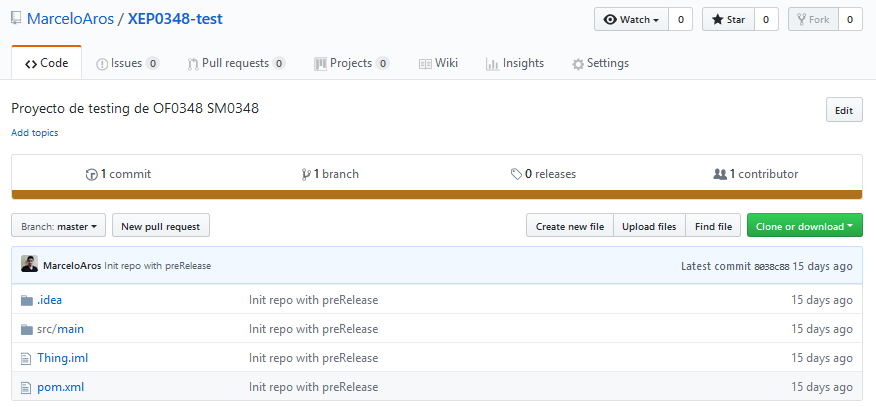 MarceloAros / XEP0348-test
Watch 0 Star 0 Fork 0
Code Issues 0 Pull requests 0 Projects 0 Wiki Insights Settings
Proyecto de testing de OF0348 SM0348 Edit
Add topics
1 commit 1 branch 0 releases 1 contributor
Branch: master New pull request Create new file Upload files Find file Clone or download
MarceloAros Init repo with preRelease Latest commit 8038c88 15 days ago
.idea Init repo with preRelease 15 days ago
src/main Init repo with preRelease 15 days ago
Thing.iml Init repo with preRelease 15 days ago
pom.xml Init repo with preRelease 15 days ago